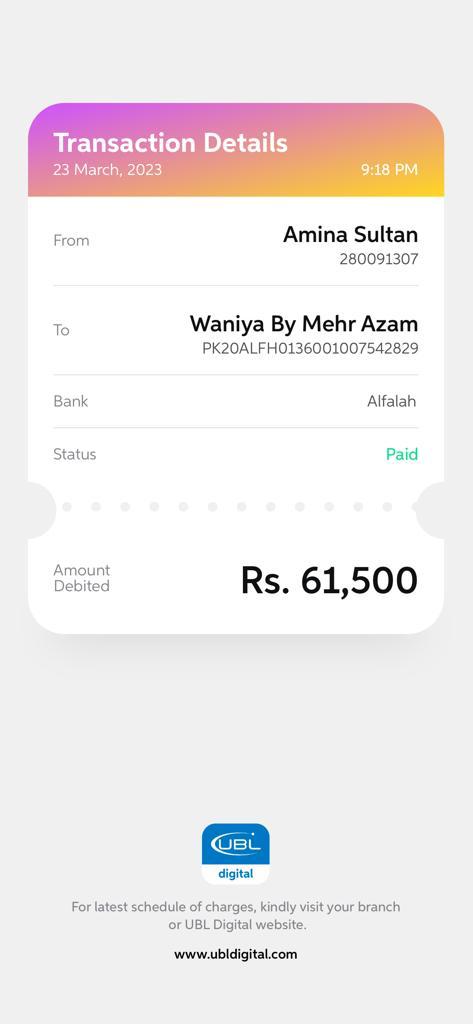 Transaction Details
23 March, 2023 9:18 PM
From Amina Sultan
280091307
To Waniya By Mehr Azam
PK20ALFH0136001007542829
Bank Alfalah
Status Paid
Amount
Debited Rs. 61,500
UBL
digital
For latest schedule of charges, kindly visit your branch
or UBL Digital website.
www.ubldigital.com